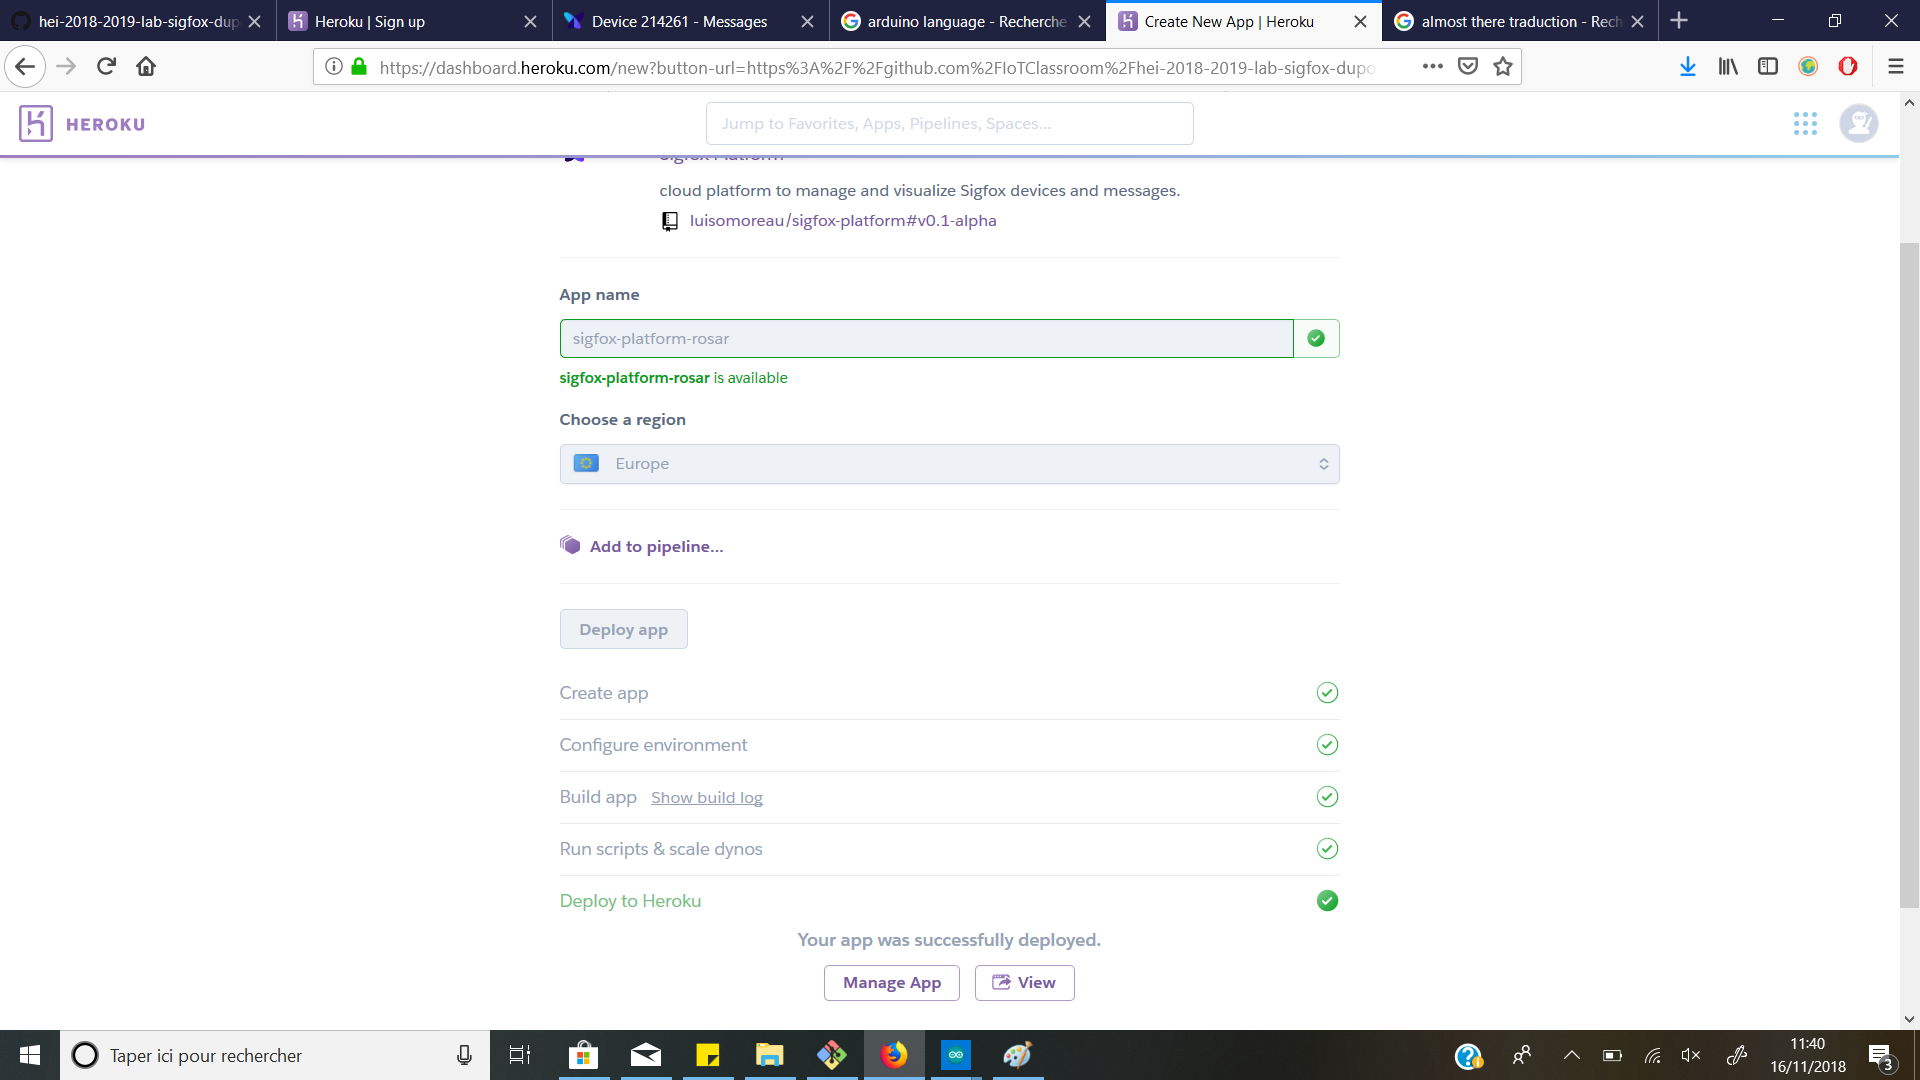 hei-2018-2019-lab-sigfox-dup
Heroku | Sign up
Device 214261 - Messages
arduino language - Recherche
Create New App | Heroku
almost there traduction - Rech
https://dashboard.heroku.com/new?button-url=https%3A%2F%2Fgithub.com%2FIoTClassroom%2Fhei-2018-2019-lab-sigfox-dupo
HEROKU
Jump to Favorites, Apps, Pipelines, Spaces...
Sigfox Platform
cloud platform to manage and visualize Sigfox devices and messages.
luisomoreau/sigfox-platform#v0.1-alpha
App name
sigfox-platform-rosar
sigfox-platform-rosar is available
Choose a region
Europe
Add to pipeline...
Deploy app
Create app
Configure environment
Build app Show build log
Run scripts & scale dynos
Deploy to Heroku
Your app was successfully deployed.
Manage App
View
Taper ici pour rechercher
11:40
16/11/2018
3